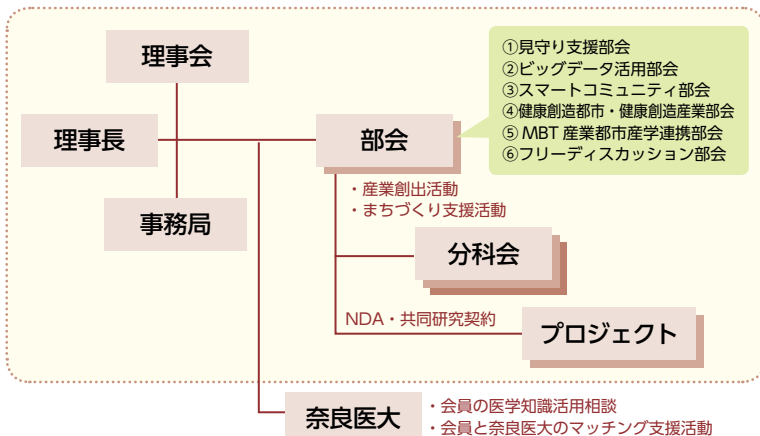 理事会
理事長
事務局
部会
①見守り支援部会
②ビッグデータ活用部会
③スマートコミュニティ部会
④健康創造都市・健康創造産業部会
⑤MBT 産業都市産学連携部会
⑥フリーディスカッション部会
・産業創出活動
・まちづくり支援活動
分科会
NDA・共同研究契約
プロジェクト
奈良医大
・会員の医学知識活用相談
・会員と奈良医大のマッチング支援活動